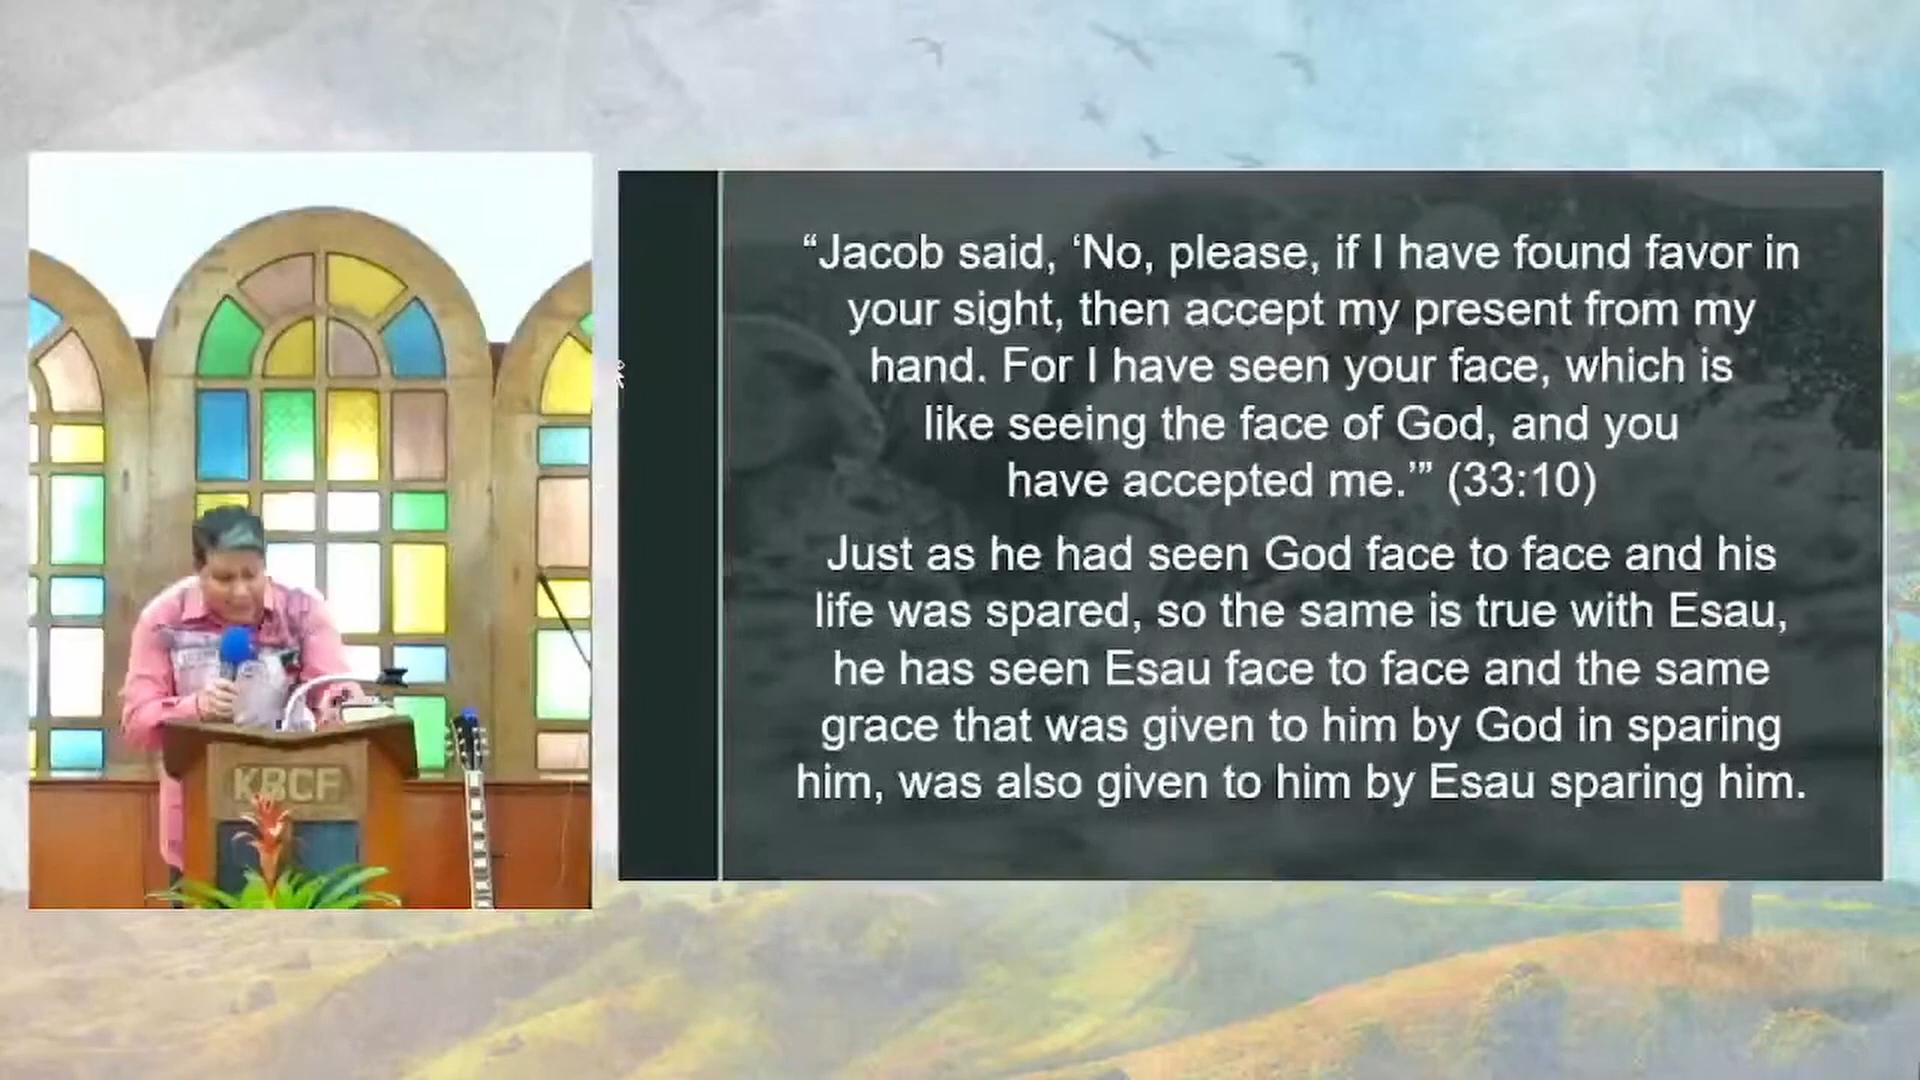 “Jacob said, ‘No, please, if I have found favor in
your sight, then accept my present from my
hand. For I have seen your face, which is
like seeing the face of God, and you
have accepted me.’” (33:10)
Just as he had seen God face to face and his
life was spared, so the same is true with Esau,
he has seen Esau face to face and the same
grace that was given to him by God in sparing
him, was also given to him by Esau sparing him.
KBCF